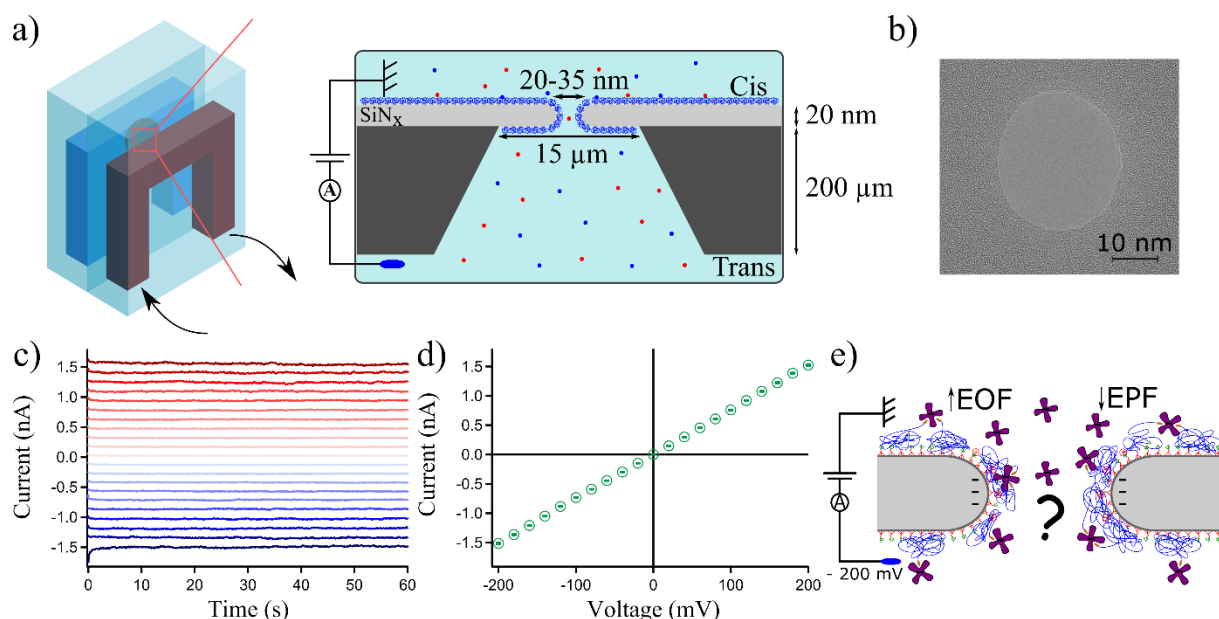 a)
20-35 nm
Cis
SiNx
20 nm
15 µm
200 µm
A
Trans
b)
10 nm
c)
1.5
1.0
0.5
0.0
-0.5
-1.0
-1.5
Current (nA)
0 10 20 30 40 50 60
Time (s)
d)
1.5
1.0
0.5
0.0
-0.5
-1.0
-1.5
Current (nA)
-200 -100 0 100 200
Voltage (mV)
e)
↑EOF ↓EPF
A
?
- 200 mV